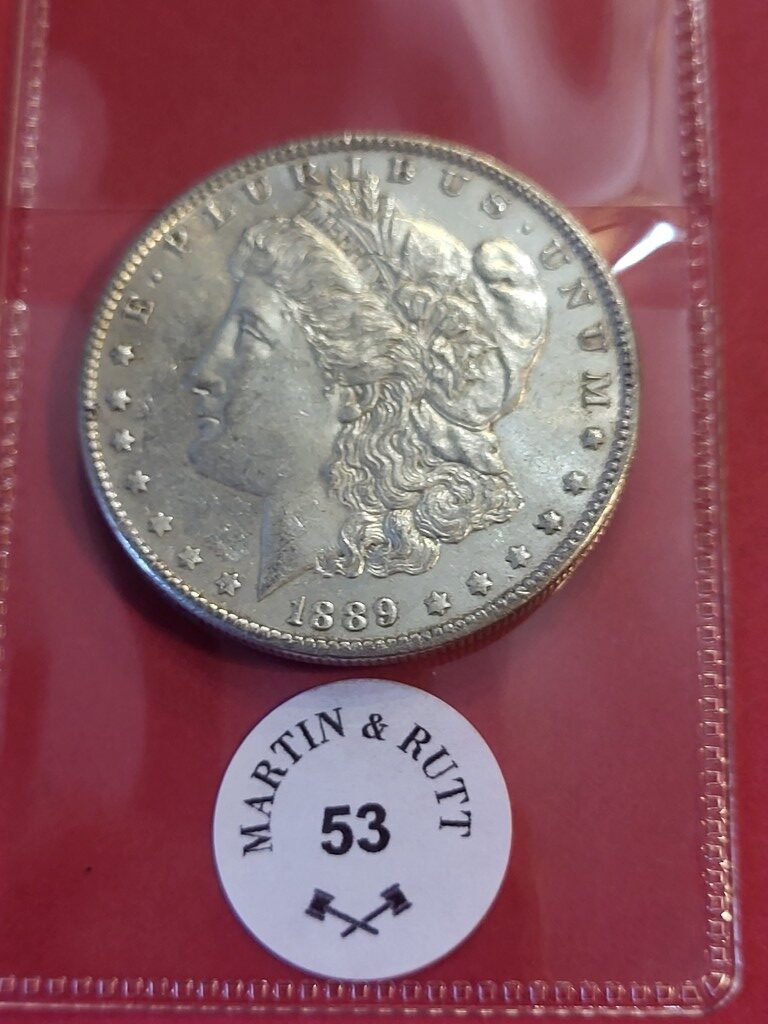 E · PLURIBUS · UNUM
1889
MARTIN & RUTT
53